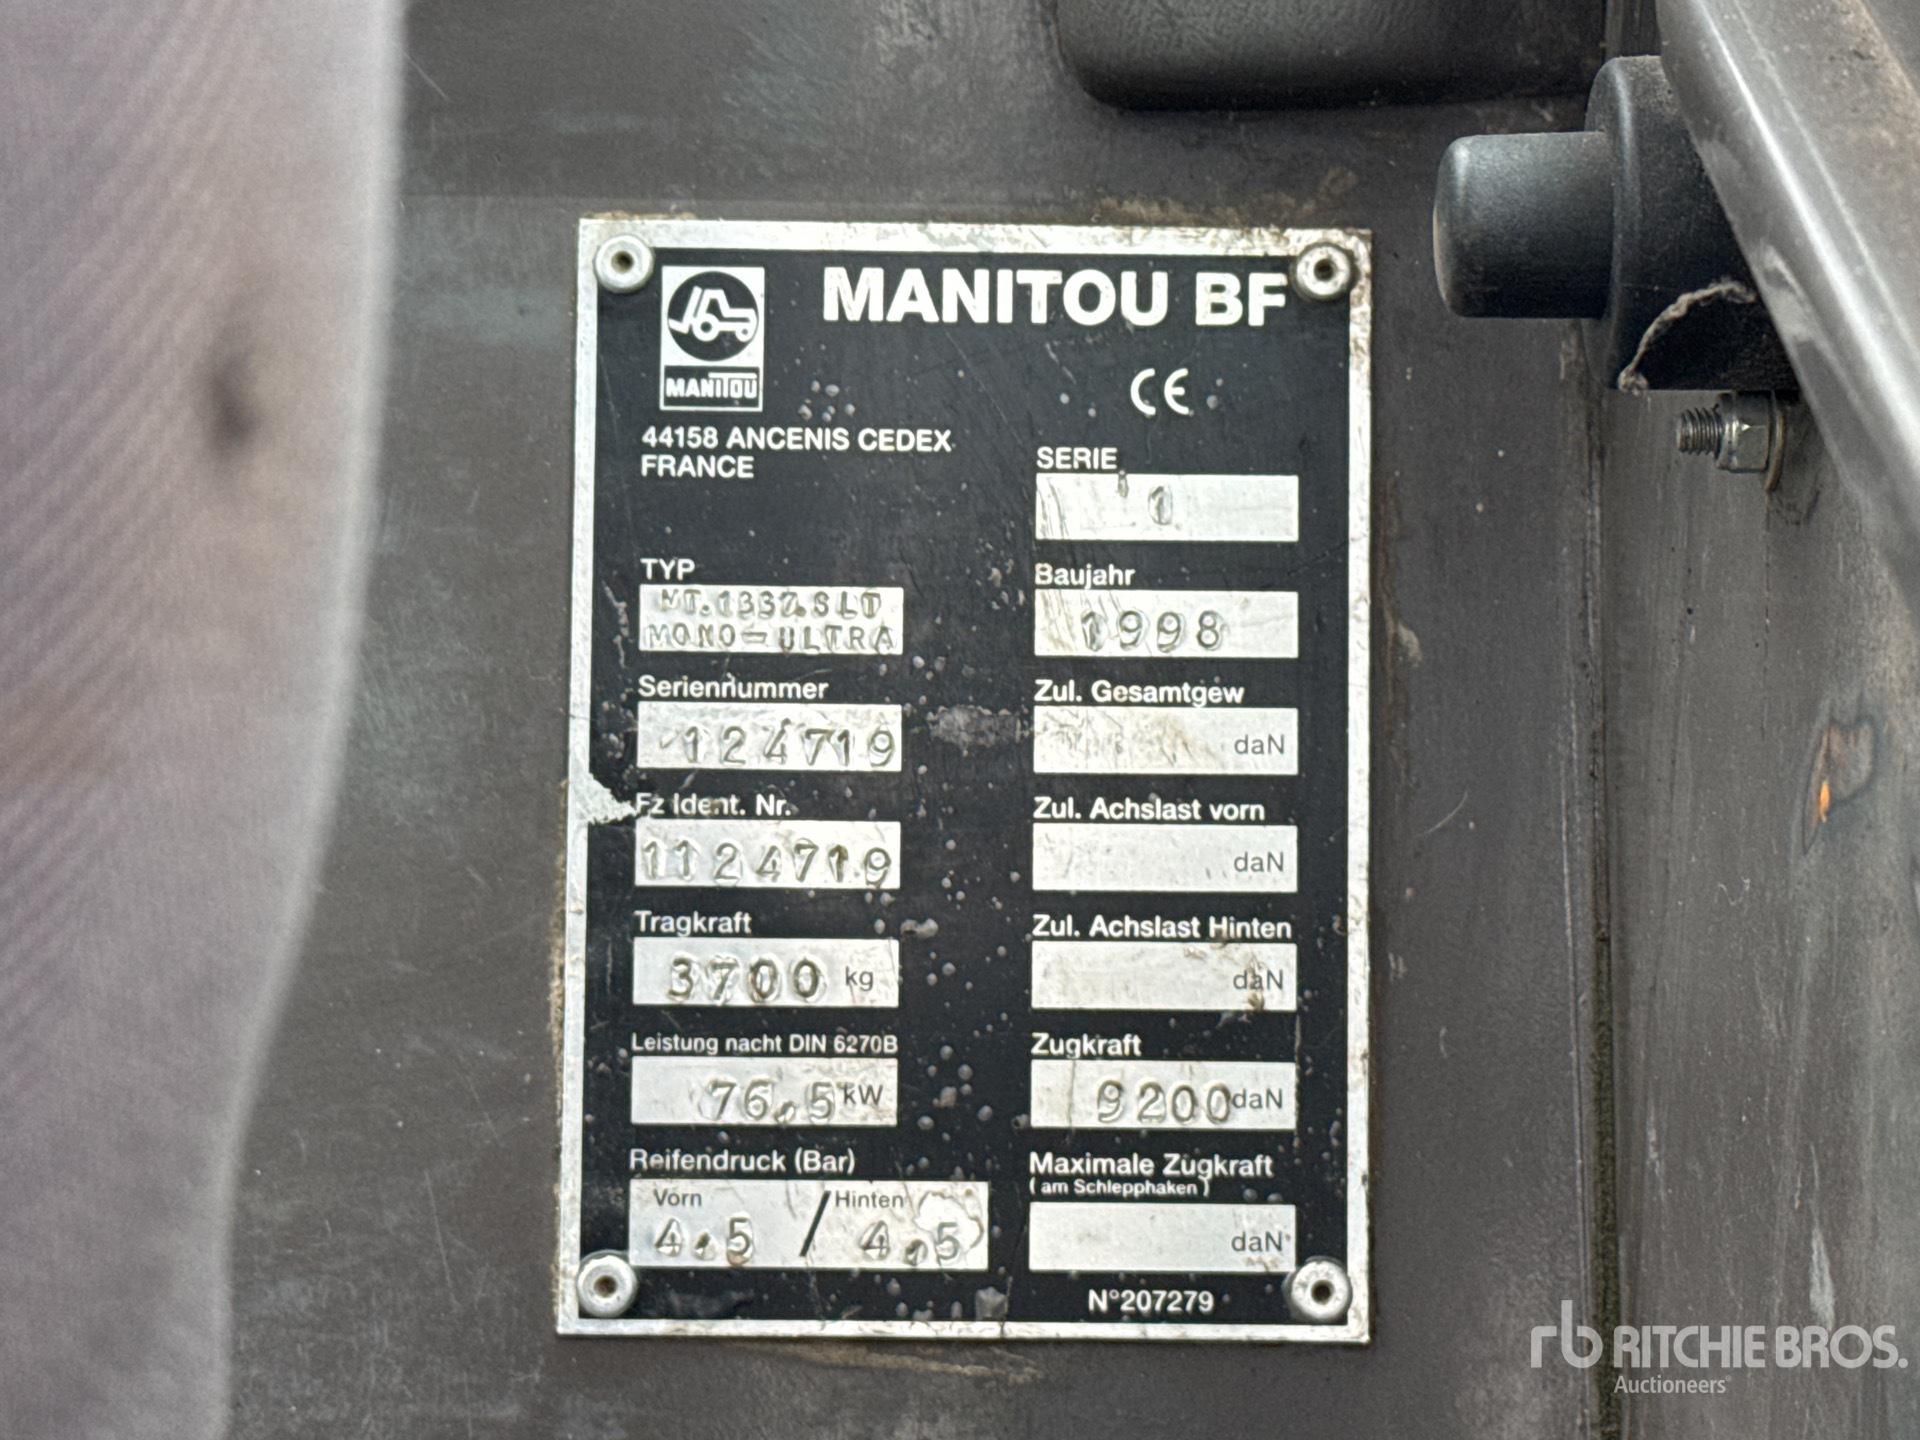 MANITOU BF
MANITOU
CE
44158 ANCENIS CEDEX
FRANCE
SERIE
1
TYP
MT.1337.SLT
MONO-ULTRA
Baujahr
1998
Seriennummer
124719
Zul. Gesamtgew
daN
Fz Ident. Nr.
1124719
Zul. Achslast vorn
daN
Tragkraft
3700 kg
Zul. Achslast Hinten
daN
Leistung nacht DIN 6270B
76.5 kW
Zugkraft
9200 daN
Reifendruck (Bar)
Vorn / Hinten
4.5 4.5
Maximale Zugkraft
(am Schlepphaken)
daN
N°207279
rb RITCHIE BROS.
Auctioneers